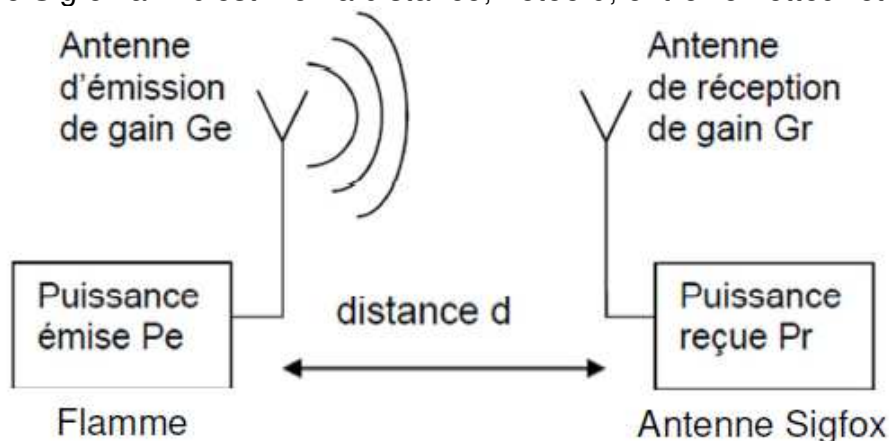 Antenne
d'émission
de gain Ge
Antenne
de réception
de gain Gr
Puissance
émise Pe
distance d
Puissance
reçue Pr
Flamme
Antenne Sigfox